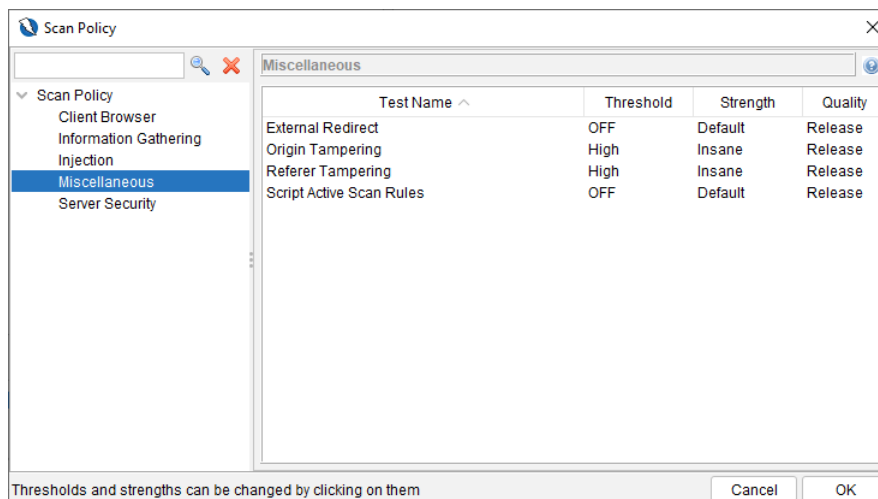 Scan Policy
Miscellaneous
Scan Policy
Client Browser
Information Gathering
Injection
Miscellaneous
Server Security
Test Name Threshold Strength Quality
External Redirect OFF Default Release
Origin Tampering High Insane Release
Referer Tampering High Insane Release
Script Active Scan Rules OFF Default Release
Thresholds and strengths can be changed by clicking on them
Cancel OK